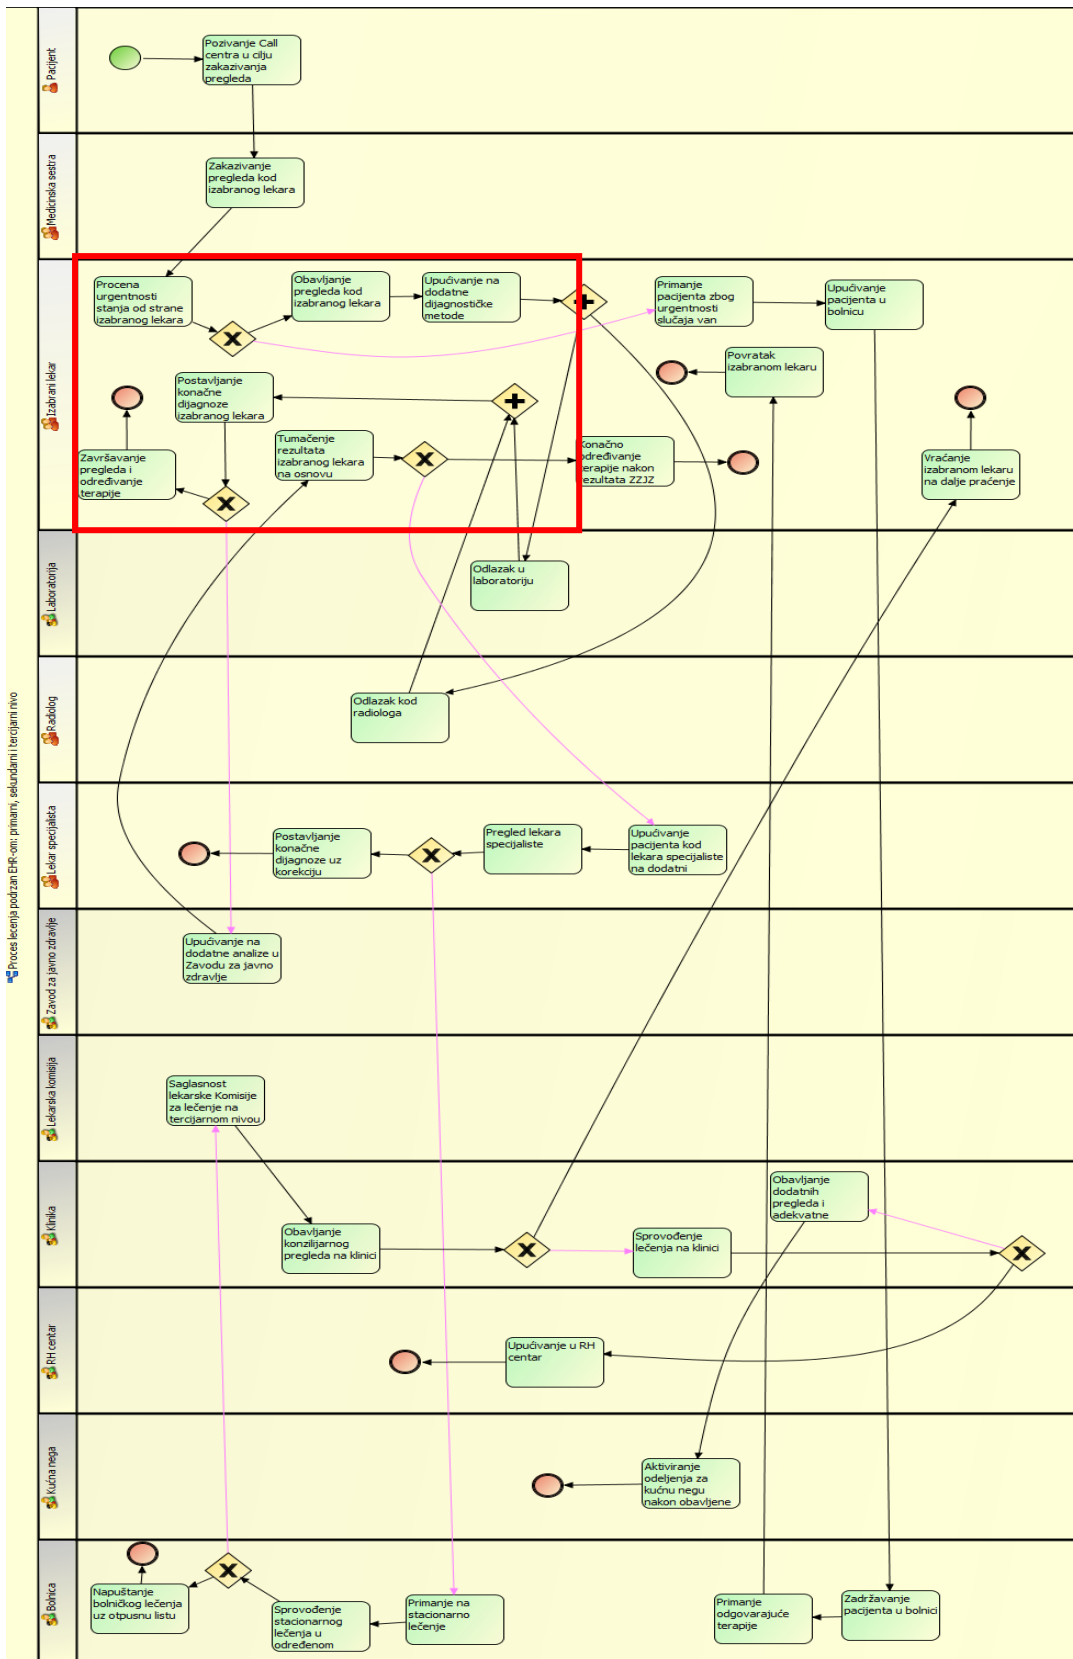 Proces lecenja podrzan EHR-om: primarni, sekundarni i tercijarni nivo
Pacijent
Pozivanje Call
centra u cilju
zakazivanja
pregleda
Medicinska sestra
Zakazivanje
pregleda kod
izabranog lekara
Izabrani lekar
Procena
urgentnosti
stanja od strane
izabranog lekara
Obavljanje
pregleda kod
izabranog lekara
Upućivanje na
dodatne
dijagnostičke
metode
Primanje
pacijenta zbog
urgentnosti
slučaja van
Upućivanje
pacijenta u
bolnicu
Postavljanje
konačne
dijagnoze
izabranog lekara
Povratak
izabranom lekaru
Završavanje
pregleda i
određivanje
terapije
Tumačenje
rezultata
izabranog lekara
na osnovu
Konačno
određivanje
terapije nakon
rezultata ZZJZ
Vraćanje
izabranom lekaru
na dalje praćenje
Laboratorija
Odlazak u
laboratoriju
Radiolog
Odlazak kod
radiologa
Lekar specijalista
Postavljanje
konačne
dijagnoze uz
korekciju
Pregled lekara
specijaliste
Upućivanje
pacijenta kod
lekara specijaliste
na dodatni
Zavod za javno zdravlje
Upućivanje na
dodatne analize u
Zavodu za javno
zdravlje
Lekarska komisija
Saglasnost
lekarske Komisije
za lečenje na
tercijarnom nivou
Klinika
Obavljanje
konzilijarnog
pregleda na klinici
Sprovođenje
lečenja na klinici
Obavljanje
dodatnih
pregleda i
adekvatne
RH centar
Upućivanje u RH
centar
Kućna nega
Aktiviranje
odeljenja za
kućnu negu
nakon obavljene
Bolnica
Napuštanje
bolničkog lečenja
uz otpusnu listu
Sprovođenje
stacionarnog
lečenja u
određenom
Primanje na
stacionarno
lečenje
Primanje
odgovarajuće
terapije
Zadržavanje
pacijenta u bolnici